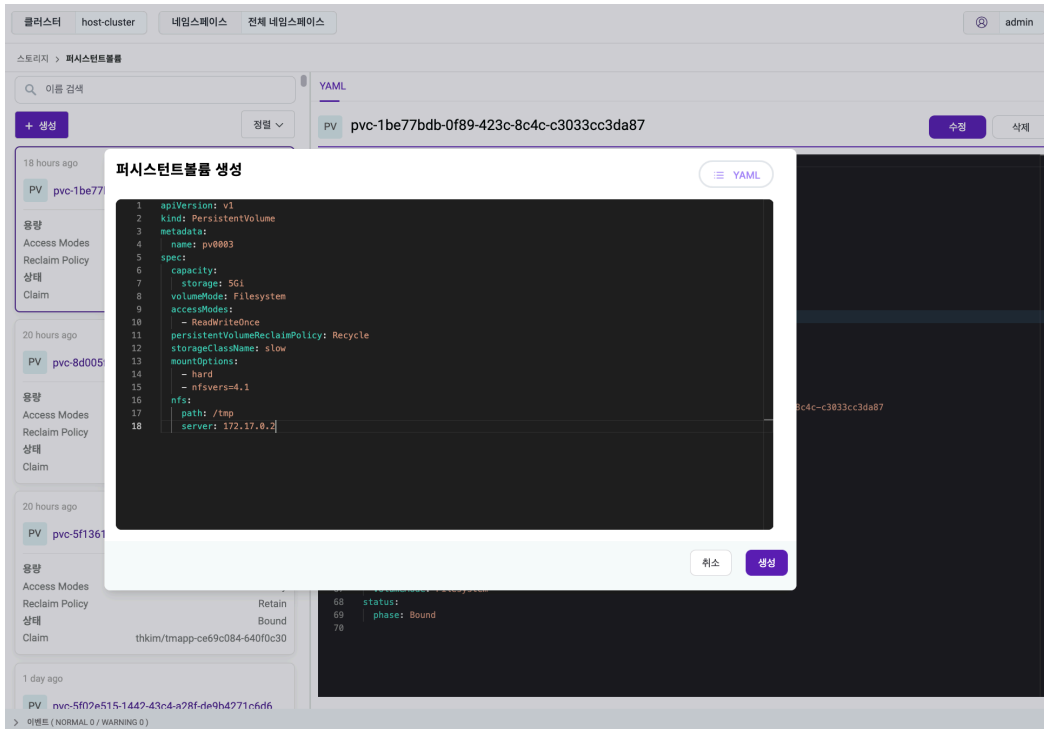 클러스터 host-cluster 네임스페이스 전체 네임스페이스 admin
스토리지 > 퍼시스턴트볼륨
이름 검색
YAML
+ 생성 정렬
PV pvc-1be77bdb-0f89-423c-8c4c-c3033cc3da87 수정 삭제
18 hours ago
PV pvc-1be77
용량
Access Modes
Reclaim Policy
상태
Claim
20 hours ago
PV pvc-8d005
용량
Access Modes
Reclaim Policy
상태
Claim
20 hours ago
PV pvc-5f1361
용량
Access Modes
Reclaim Policy Retain
상태 Bound
Claim thkim/tmapp-ce69c084-640f0c30
1 day ago
PV pvc-5f02e515-1442-43c4-a28f-de9b4271c6d6
퍼시스턴트볼륨 생성
YAML
1 apiVersion: v1
2 kind: PersistentVolume
3 metadata:
4 name: pv0003
5 spec:
6 capacity:
7 storage: 5Gi
8 volumeMode: Filesystem
9 accessModes:
10 - ReadWriteOnce
11 persistentVolumeReclaimPolicy: Recycle
12 storageClassName: slow
13 mountOptions:
14 - hard
15 - nfsvers=4.1
16 nfs:
17 path: /tmp
18 server: 172.17.0.2
취소 생성
8c4c-c3033cc3da87
68 status:
69 phase: Bound
70
> 이벤트 ( NORMAL 0 / WARNING 0 )